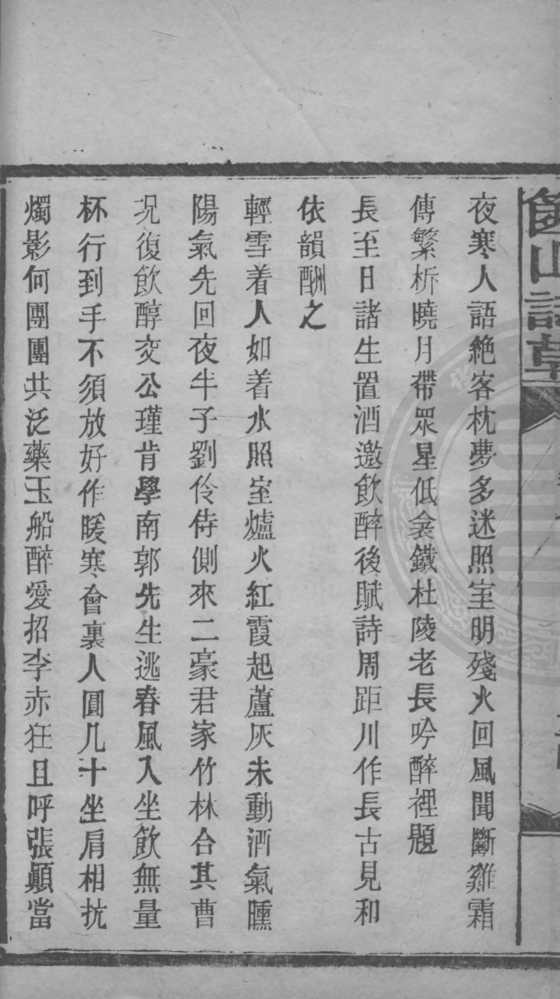 夜寒人語絶客枕夢多迷照室明殘火回風聞斷雞霜
傳繁柝曉月帶眾星低衾鐵杜陵老長吟醉裡題
長至日諸生置酒邀飲醉後賦詩周距川作長古見和
依韻酬之
輕雪着人如着水照室爐火紅霞起蘆灰未動酒氣醺
陽氣先回夜半子劉伶侍側來二豪君家竹林合其曹
况復飲醇交公瑾肯學南郭先生逃春風入坐飲無量
杯行到手不須放好作暖寒會裏人圓几十坐肩相抗
燭影何團團共泛藥玉船醉愛招李赤狂且呼張顛當
山詩草